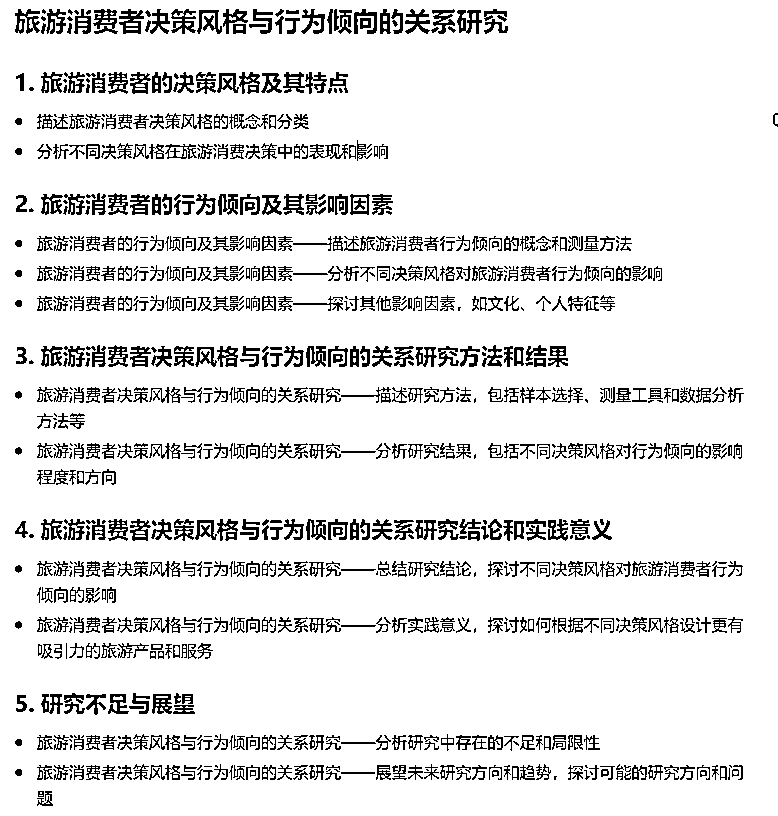 旅游消费者决策风格与行为倾向的关系研究
1. 旅游消费者的决策风格及其特点
• 描述旅游消费者决策风格的概念和分类
• 分析不同决策风格在旅游消费决策中的表现和影响
2. 旅游消费者的行为倾向及其影响因素
• 旅游消费者的行为倾向及其影响因素——描述旅游消费者行为倾向的概念和测量方法
• 旅游消费者的行为倾向及其影响因素——分析不同决策风格对旅游消费者行为倾向的影响
• 旅游消费者的行为倾向及其影响因素——探讨其他影响因素，如文化、个人特征等
3. 旅游消费者决策风格与行为倾向的关系研究方法和结果
• 旅游消费者决策风格与行为倾向的关系研究——描述研究方法，包括样本选择、测量工具和数据分析
方法等
• 旅游消费者决策风格与行为倾向的关系研究——分析研究结果，包括不同决策风格对行为倾向的影响
程度和方向
4. 旅游消费者决策风格与行为倾向的关系研究结论和实践意义
• 旅游消费者决策风格与行为倾向的关系研究——总结研究结论，探讨不同决策风格对旅游消费者行为
倾向的影响
• 旅游消费者决策风格与行为倾向的关系研究——分析实践意义，探讨如何根据不同决策风格设计更有
吸引力的旅游产品和服务
5. 研究不足与展望
• 旅游消费者决策风格与行为倾向的关系研究——分析研究中存在的不足和局限性
• 旅游消费者决策风格与行为倾向的关系研究——展望未来研究方向和趋势，探讨可能的研究方向和问
题